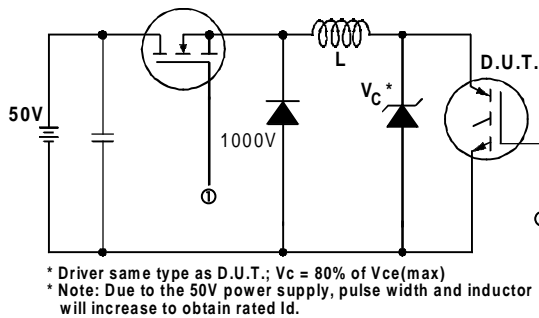 L
D.U.T.
V C *
50V
1000V
①
* Driver same type as D.U.T.; Vc = 80% of Vce(max)
* Note: Due to the 50V power supply, pulse width and inductor
will increase to obtain rated Id.